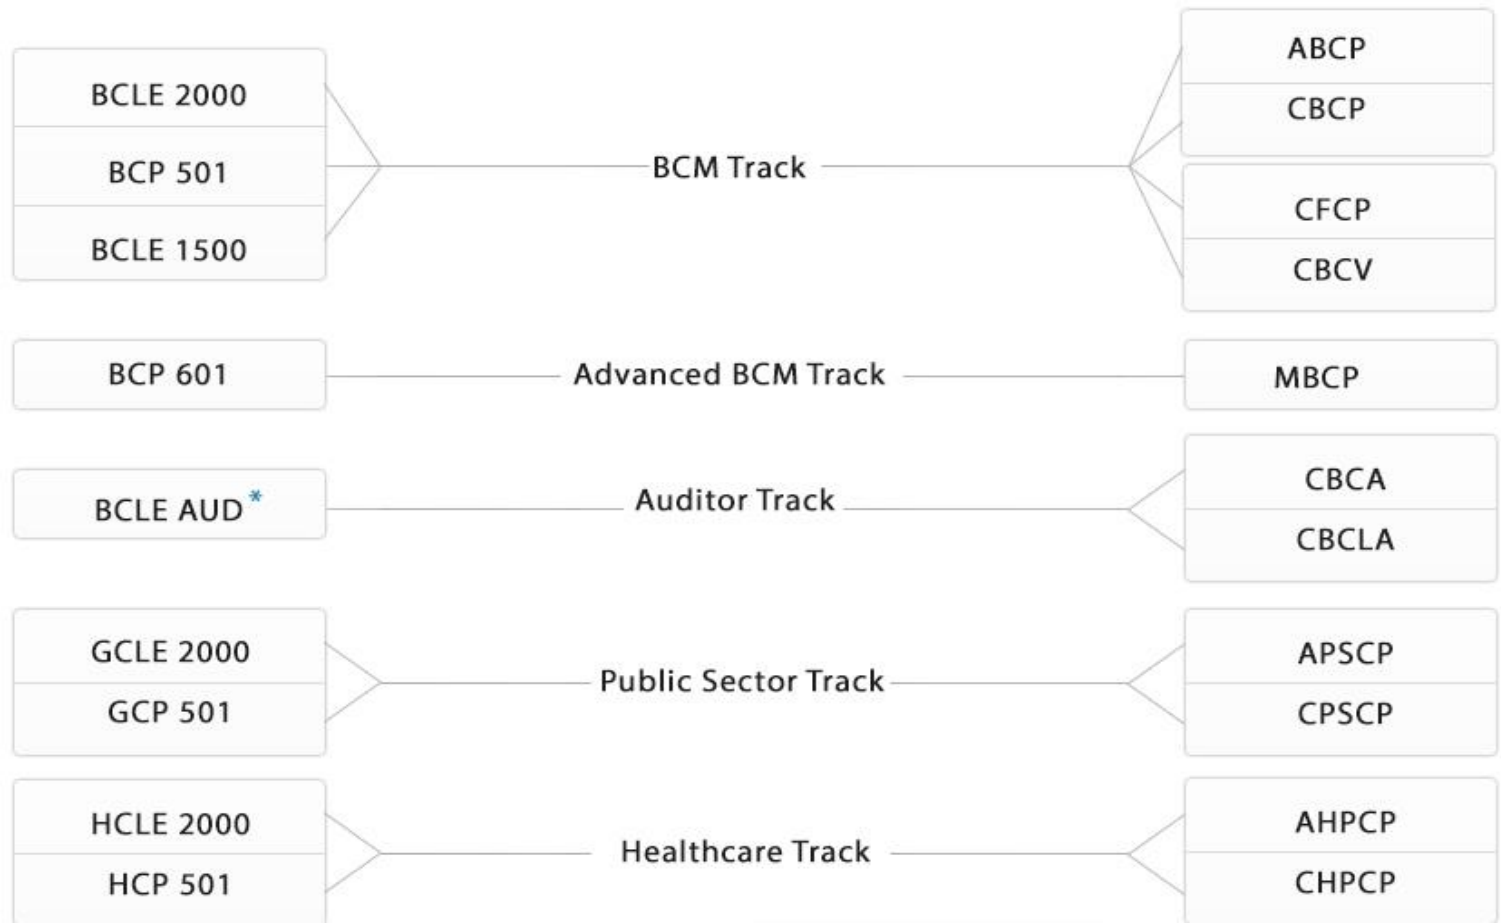 BCLE 2000
BCP 501
BCLE 1500
BCM Track
ABCP
CBCP
CFCP
CBCV
BCP 601
Advanced BCM Track
MBCP
BCLE AUD*
Auditor Track
CBCA
CBCLA
GCLE 2000
GCP 501
Public Sector Track
APSCP
CPSCP
HCLE 2000
HCP 501
Healthcare Track
AHPCP
CHPCP